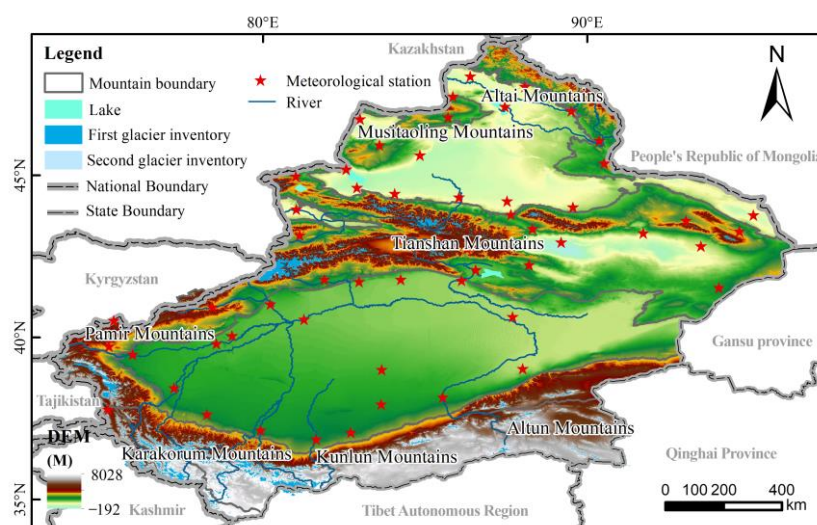 80°E
90°E
Legend
Mountain boundary
Lake
First glacier inventory
Second glacier inventory
National Boundary
State Boundary
Meteorological station
River
Kazakhstan
N
Altai Mountains
Musitaoling Mountains
People's Republic of Mongolia
45°N
Tianshan Mountains
Kyrgyzstan
Pamir Mountains
40°N
Gansu province
Tajikistan
DEM
(M)
8028
−192
Altun Mountains
Karakorum Mountains
Kunlun Mountains
Qinghai Province
35°N
Kashmir
Tibet Autonomous Region
0 100 200 400
km